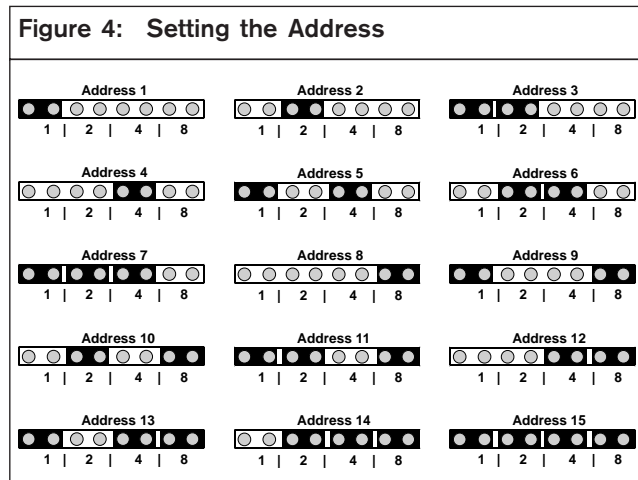 Figure 4: Setting the Address
Address 1 Address 2 Address 3
1 | 2 | 4 | 8 1 | 2 | 4 | 8 1 | 2 | 4 | 8
Address 4 Address 5 Address 6
1 | 2 | 4 | 8 1 | 2 | 4 | 8 1 | 2 | 4 | 8
Address 7 Address 8 Address 9
1 | 2 | 4 | 8 1 | 2 | 4 | 8 1 | 2 | 4 | 8
Address 10 Address 11 Address 12
1 | 2 | 4 | 8 1 | 2 | 4 | 8 1 | 2 | 4 | 8
Address 13 Address 14 Address 15
1 | 2 | 4 | 8 1 | 2 | 4 | 8 1 | 2 | 4 | 8